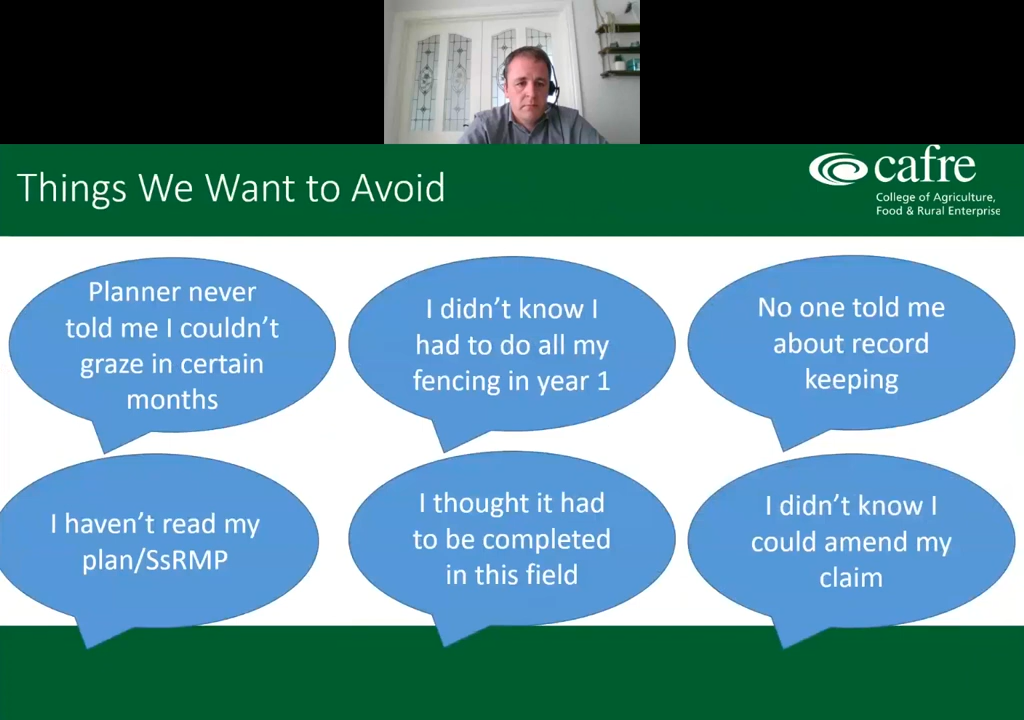 Things We Want to Avoid
cafre
College of Agriculture,
Food & Rural Enterprise
Planner never
told me I couldn’t
graze in certain
months
I didn’t know I
had to do all my
fencing in year 1
No one told me
about record
keeping
I haven’t read my
plan/SsRMP
I thought it had
to be completed
in this field
I didn’t know I
could amend my
claim